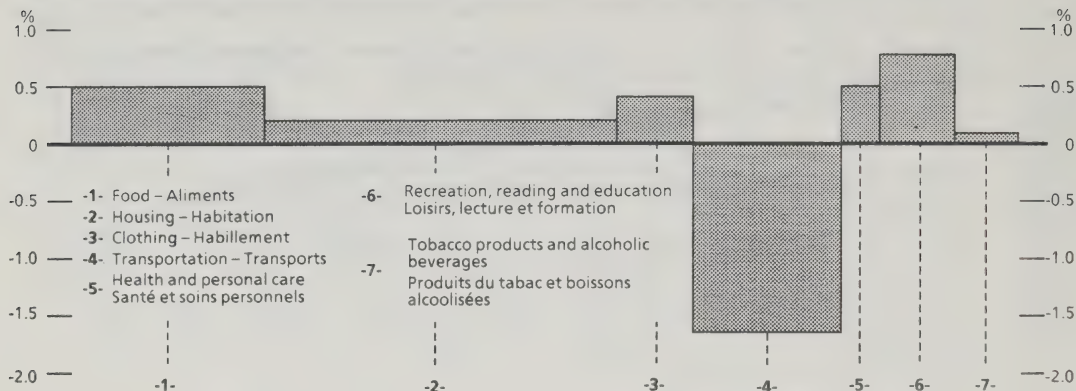 %
%
1.0
1.0
0.5
0.5
0
0
-0.5
-0.5
-1.0
-1.0
-1.5
-1.5
-2.0
-2.0
-1- Food – Aliments
-2- Housing – Habitation
-3- Clothing – Habillement
-4- Transportation – Transports
-5- Health and personal care
Santé et soins personnels
-6- Recreation, reading and education
Loisirs, lecture et formation
-7- Tobacco products and alcoholic
beverages
Produits du tabac et boissons
alcoolisées
-1- -2- -3- -4- -5- -6- -7-